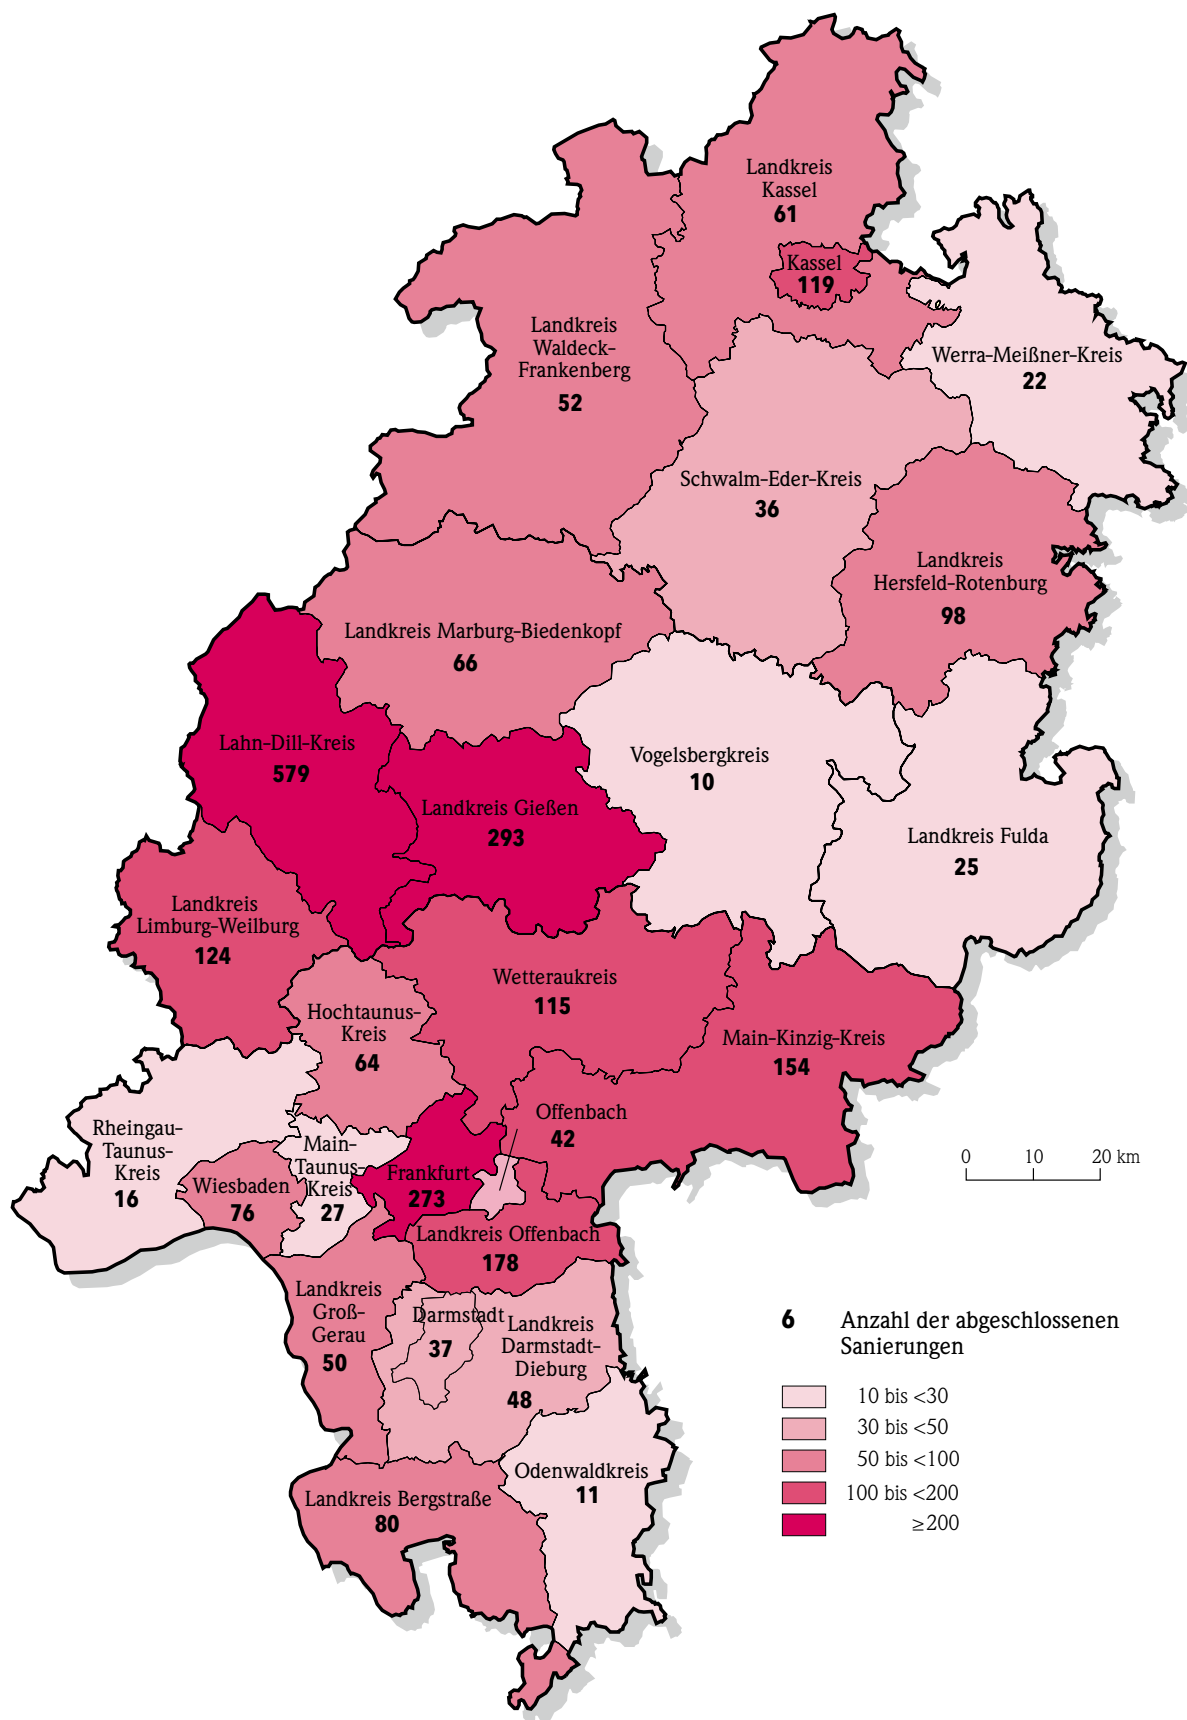 Landkreis
Kassel
61
Kassel
119
Landkreis
Waldeck-
Frankenberg
52
Werra-Meißner-Kreis
22
Schwalm-Eder-Kreis
36
Landkreis
Hersfeld-Rotenburg
98
Landkreis Marburg-Biedenkopf
66
Lahn-Dill-Kreis
579
Vogelsbergkreis
10
Landkreis Gießen
293
Landkreis Fulda
25
Landkreis
Limburg-Weilburg
124
Wetteraukreis
115
Hochtaunus-
Kreis
64
Main-Kinzig-Kreis
154
Offenbach
42
Rheingau-
Taunus-
Kreis
16
Main-
Taunus-
Kreis
27
Frankfurt
273
Wiesbaden
76
Landkreis Offenbach
178
Landkreis
Groß-
Gerau
50
Darmstadt
37
Landkreis
Darmstadt-
Dieburg
48
Odenwaldkreis
11
Landkreis Bergstraße
80
0 10 20 km
6 Anzahl der abgeschlossenen
Sanierungen
10 bis <30
30 bis <50
50 bis <100
100 bis <200
≥200